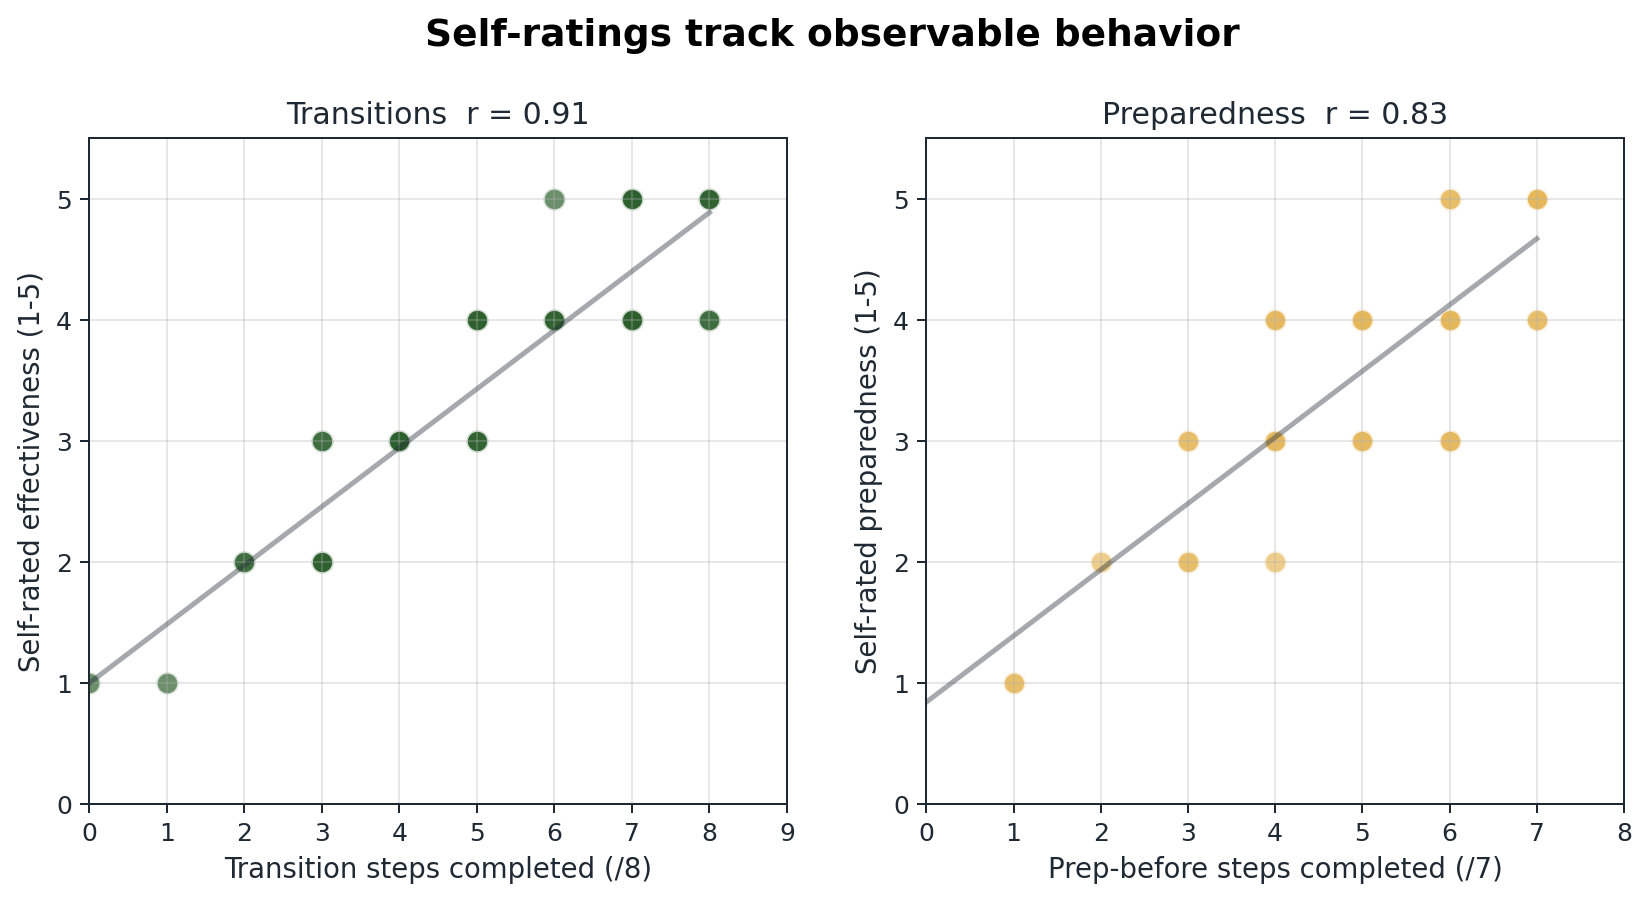 Self-ratings track observable behavior
Transitions  r = 0.91
Self-rated effectiveness (1-5)
5
4
3
2
1
0
0 1 2 3 4 5 6 7 8 9
Transition steps completed (/8)
Preparedness  r = 0.83
Self-rated preparedness (1-5)
5
4
3
2
1
0
0 1 2 3 4 5 6 7 8
Prep-before steps completed (/7)